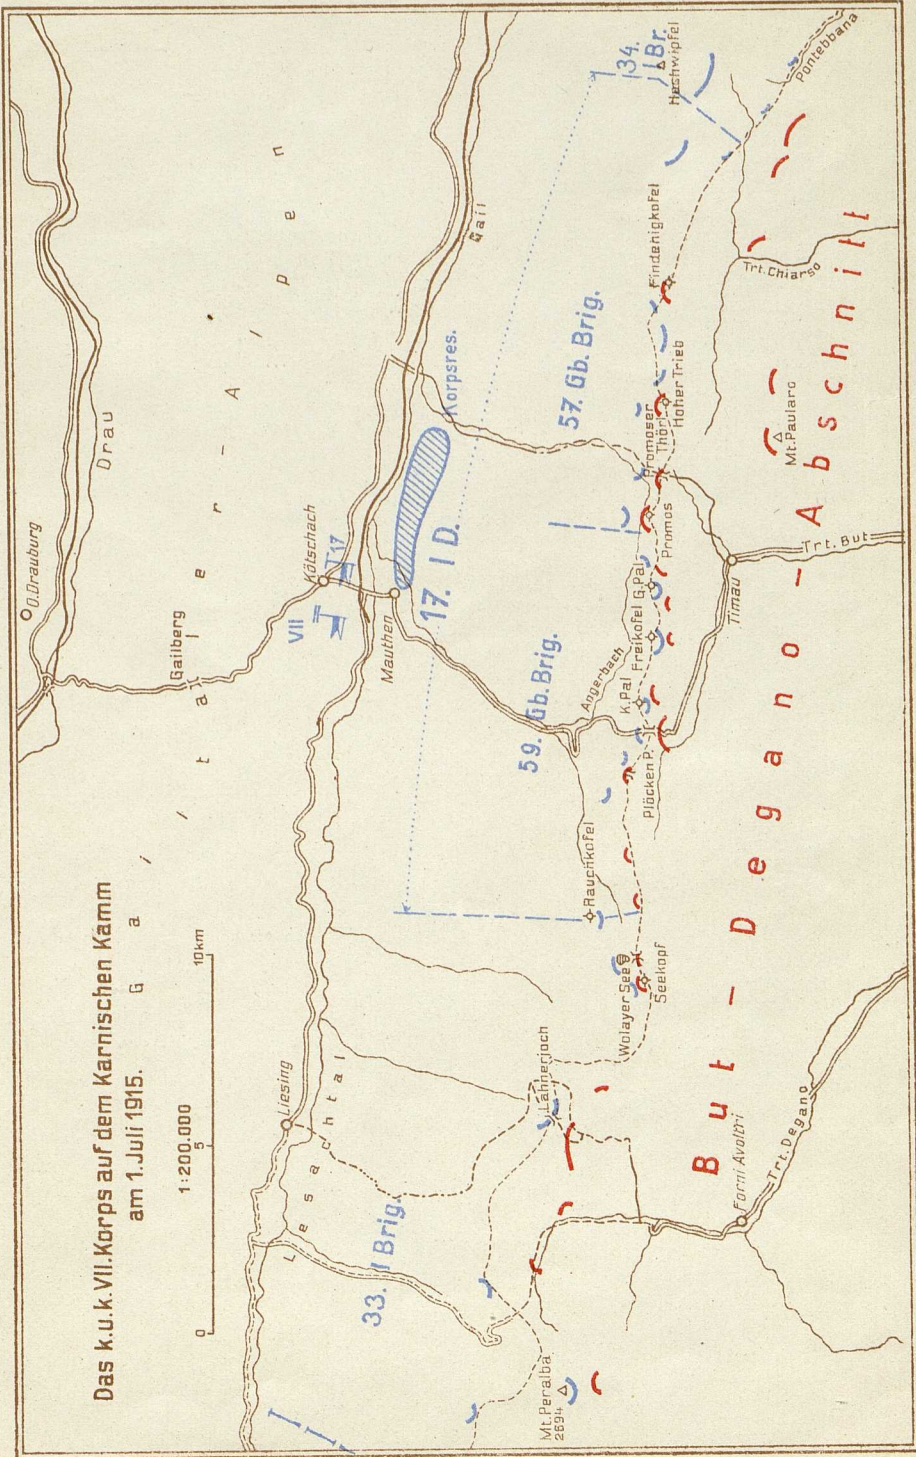 Das k.u.k.VII.Korps auf dem Karnischen Kamm
am 1.Juli 1915.
1:200.000
0 5 10km
G a i l t a l e r - A l p e n
O.Drauburg
Drau
Gailberg
Kötschach
VII
17
Mauthen
Gail
Korpsres.
17. I D.
Liesing
Lesachtal
33. I Brig.
59. Gb. Brig.
57. Gb. Brig.
34. I Br.
Hochwipfel
Pontebbana
Findenigkofel
Trt. Chiarso
Promoser
Thörl
Hoher Trieb
Mt. Paularo
Promos
G.Pal
Freikofel
K.Pal
Angerbach
Plöcken P.
Timau
Trt. But
Rauchkofel
Wolayer See
Seekopf
Lahnerjoch
Mt. Peralba
2694
Forni Avoltri
Trt. Degano
But - Degano - Abschnitt